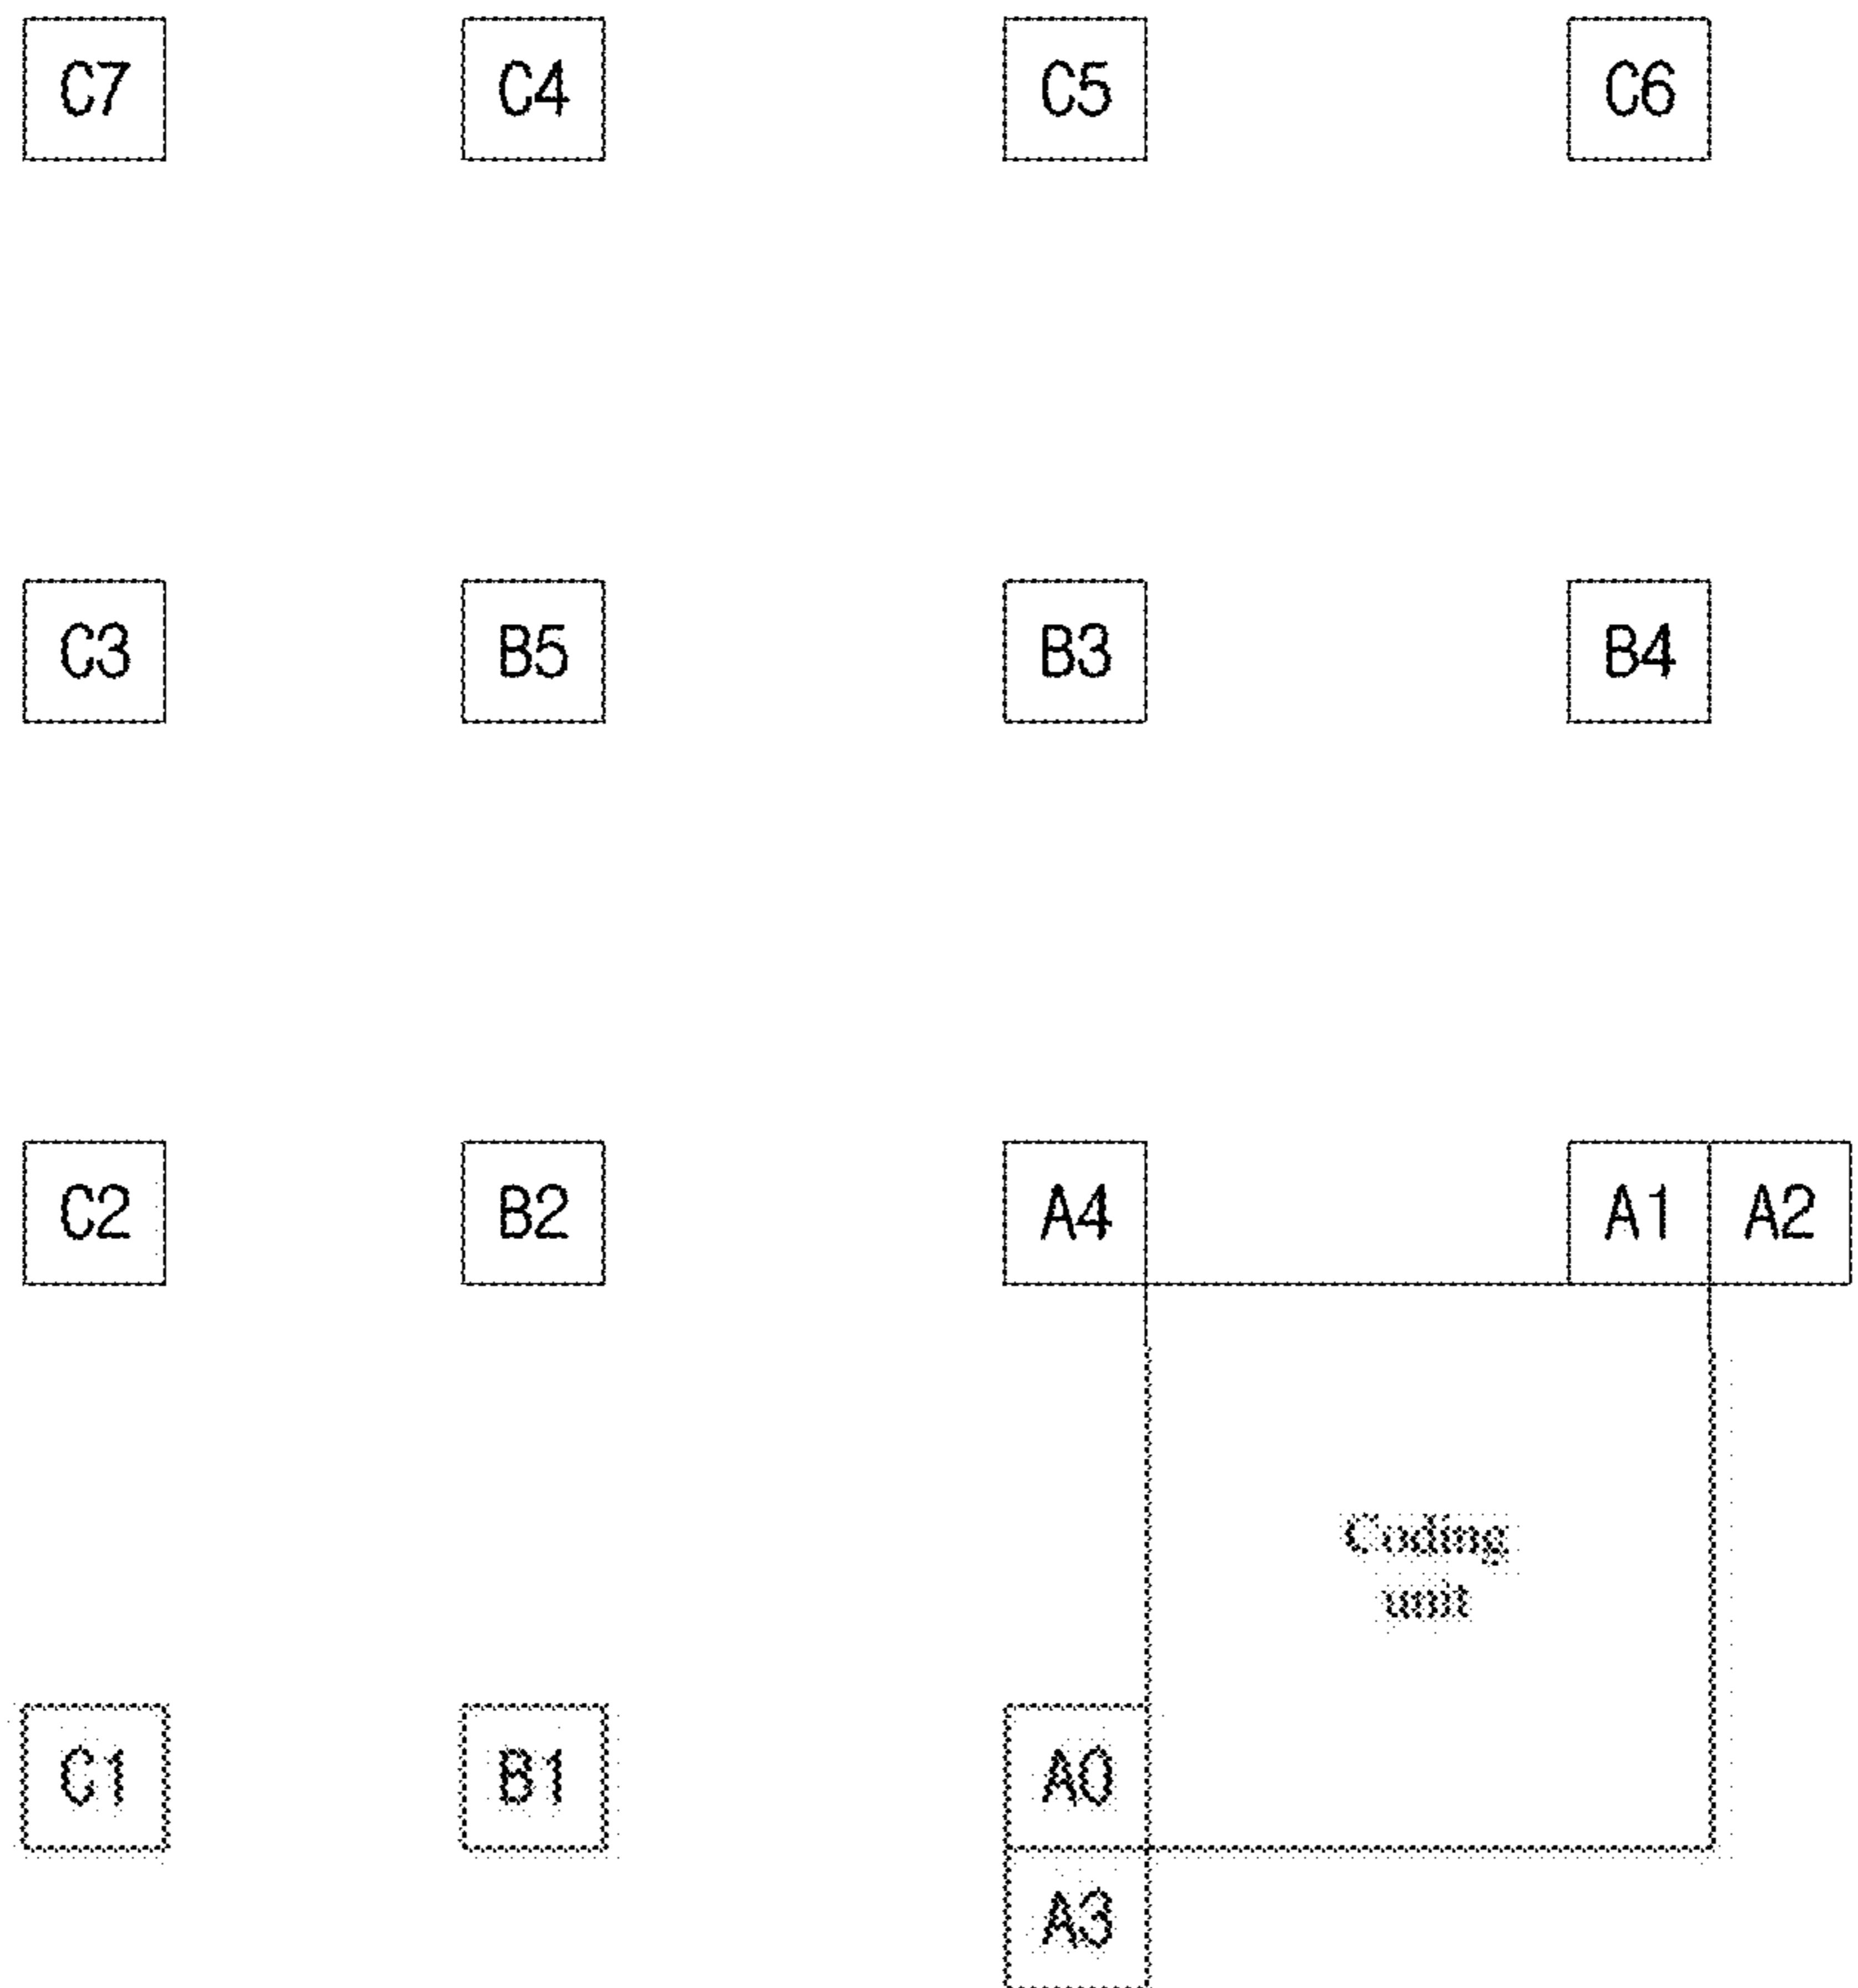 C7 C4 C5 C6
C3 B5 B3 B4
C2 B2 A4 A1 A2
Coding
unit
C1 B1 A0
A3